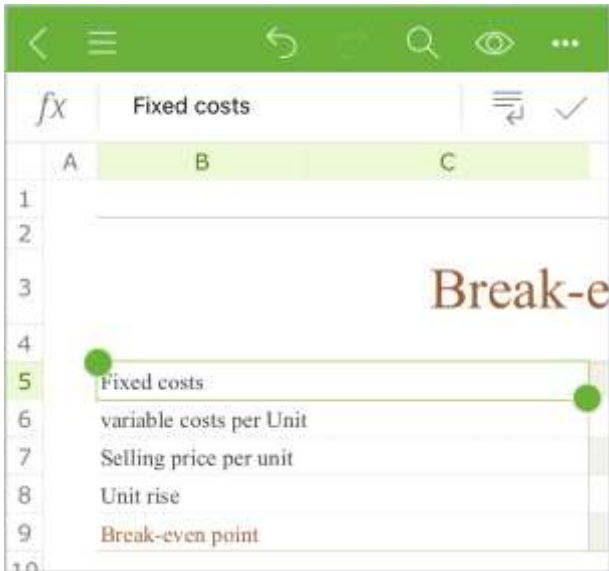 fx Fixed costs
A B C
1
2
3 Break-e
4
5 Fixed costs
6 variable costs per Unit
7 Selling price per unit
8 Unit rise
9 Break-even point
10